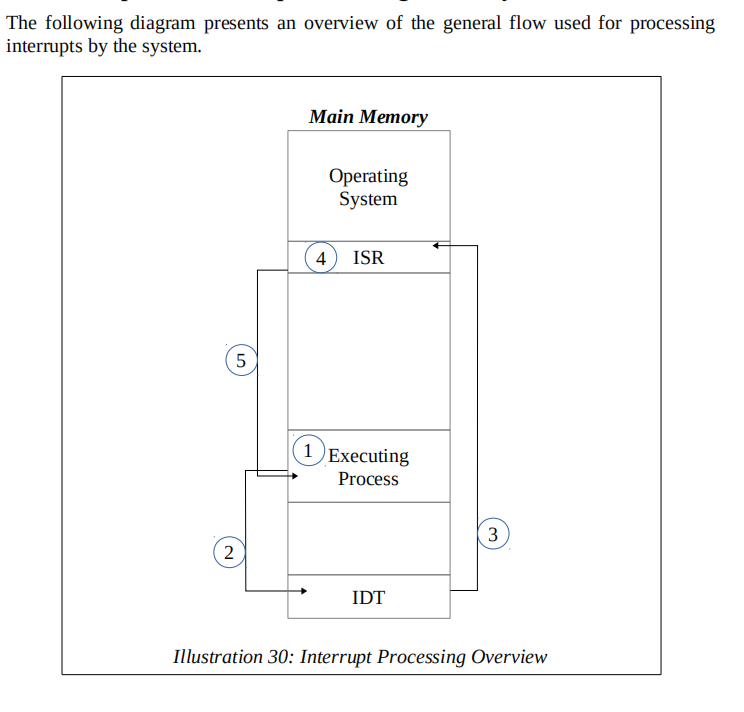 The following diagram presents an overview of the general flow used for processing
interrupts by the system.
Main Memory
Operating
System
4 ISR
5
1 Executing
Process
3
2
IDT
Illustration 30: Interrupt Processing Overview